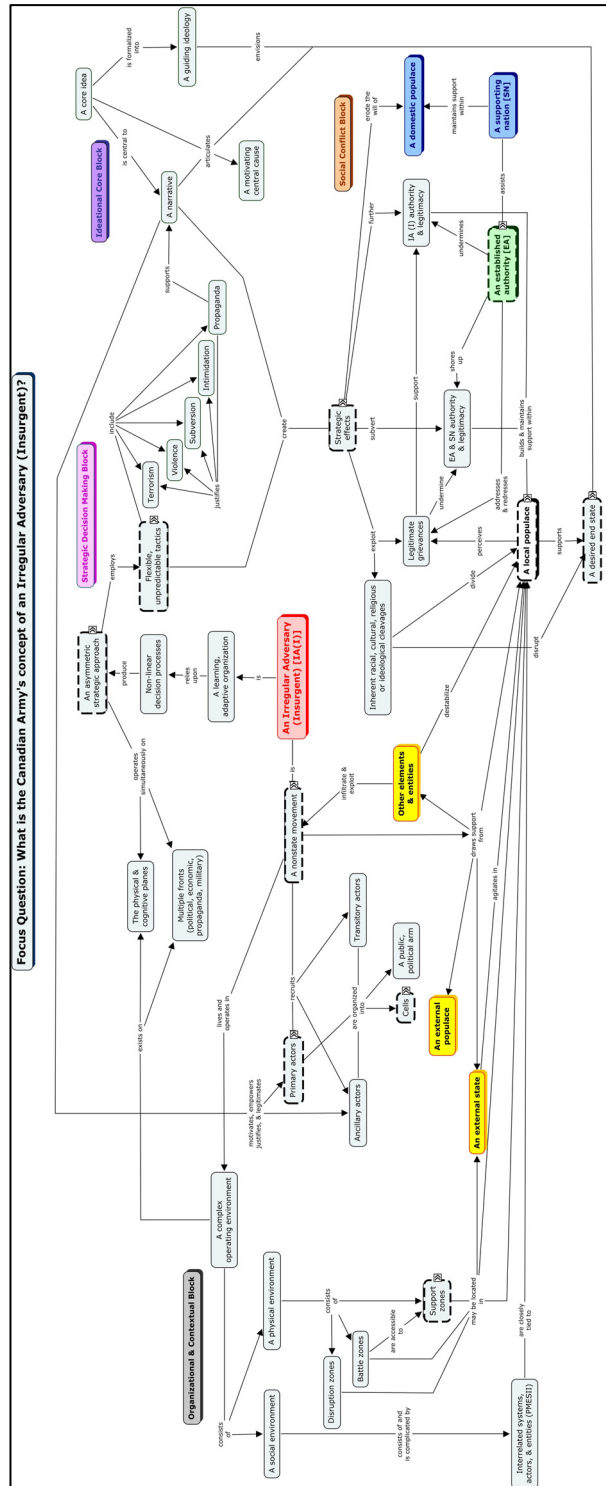 Focus Question: What is the Canadian Army's concept of an Irregular Adversary (Insurgent)?
Organizational & Contextual Block
Strategic Decision Making Block
Ideational Core Block
Social Conflict Block
A core idea
is formalized
into
A guiding ideology
envisions
is central to
articulates
A motivating
central cause
A narrative
supports
Propaganda
Intimidation
Subversion
Violence
Terrorism
include
justifies
create
Flexible,
unpredictable tactics
employs
An asymmetric
strategic approach
produce
Non-linear
decision processes
relies
upon
A learning,
adaptive organization
is
An Irregular Adversary
(Insurgent) [IA(I)]
is
A nonstate movement
operates
simultaneously on
The physical &
cognitive planes
Multiple fronts
(political, economic,
propaganda, military)
exists on
lives and
operates in
A complex
operating environment
motivates, empowers
justifies, & legitimates
Primary actors
recruits
Transitory actors
Ancillary actors
are organized
into
Cells
A public,
political arm
consists
of
A physical environment
A social environment
consists
of
Disruption zones
Battle zones
are accessible
to
Support
zones
may be located
in
consists of and
is complicated by
Interrelated systems,
actors, & entities (PMESII)
are closely
tied to
An external
populace
An external state
draws support
from
agitates in
Other elements
& entities
infiltrate &
exploit
destabilize
Strategic
effects
exploit
subvert
further
erode the
will of
Inherent racial, cultural, religious
or ideological cleavages
divide
disrupt
Legitimate
grievances
undermine
support
perceives
EA & SN authority
& legitimacy
shores
up
IA (I) authority
& legitimacy
undermines
A domestic populace
maintains support
within
A supporting
nation [SN]
assists
An established
authority [EA]
addresses
& redresses
builds & maintains
support within
A local populace
supports
A desired end state